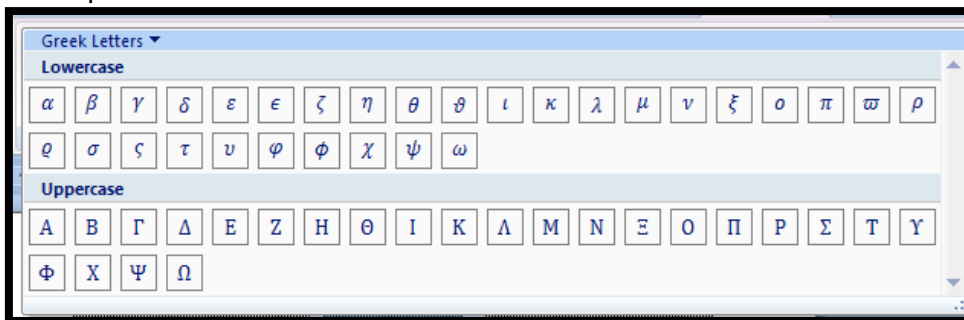 Greek Letters
Lowercase
α β γ δ ε ϵ ζ η θ ϑ ι κ λ μ ν ξ ο π ϖ ρ
ϱ σ ς τ υ φ ϕ χ ψ ω
Uppercase
Α Β Γ Δ Ε Ζ Η Θ Ι Κ Λ Μ Ν Ξ Ο Π Ρ Σ Τ Υ
Φ Χ Ψ Ω